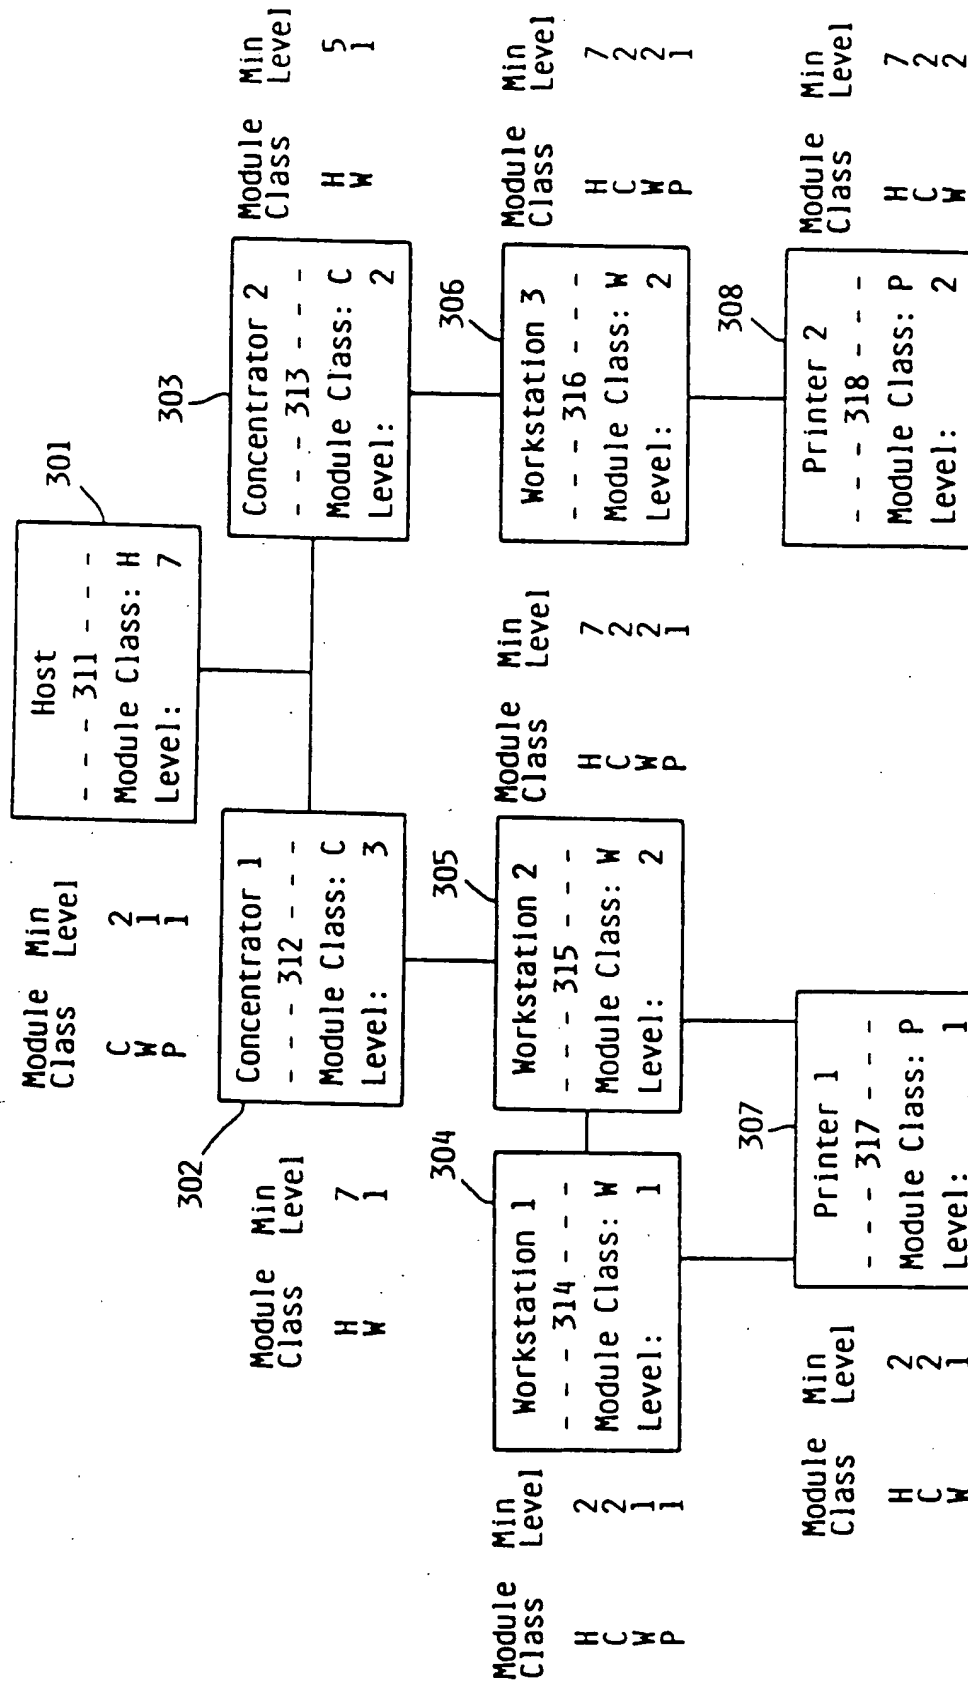 Module Min
Class Level
C 2
W 1
P 1
Host
- - - 311 - - -
Module Class: H
Level: 7
301
302
Concentrator 1
- - - 312 - - -
Module Class: C
Level: 3
Module Min
Class Level
H 7
W 1
303
Concentrator 2
- - - 313 - - -
Module Class: C
Level: 2
Module Min
Class Level
H 5
W 1
Module Min
Class Level
H 2
C 2
W 1
P 1
304
Workstation 1
- - - 314 - - -
Module Class: W
Level: 1
305
Workstation 2
- - - 315 - - -
Module Class: W
Level: 2
Module Min
Class Level
H 7
C 2
W 2
P 1
306
Workstation 3
- - - 316 - - -
Module Class: W
Level: 2
Module Min
Class Level
H 7
C 2
W 2
P 1
Module Min
Class Level
H 2
C 2
W 1
307
Printer 1
- - - 317 - - -
Module Class: P
Level: 1
308
Printer 2
- - - 318 - - -
Module Class: P
Level: 2
Module Min
Class Level
H 7
C 2
W 2